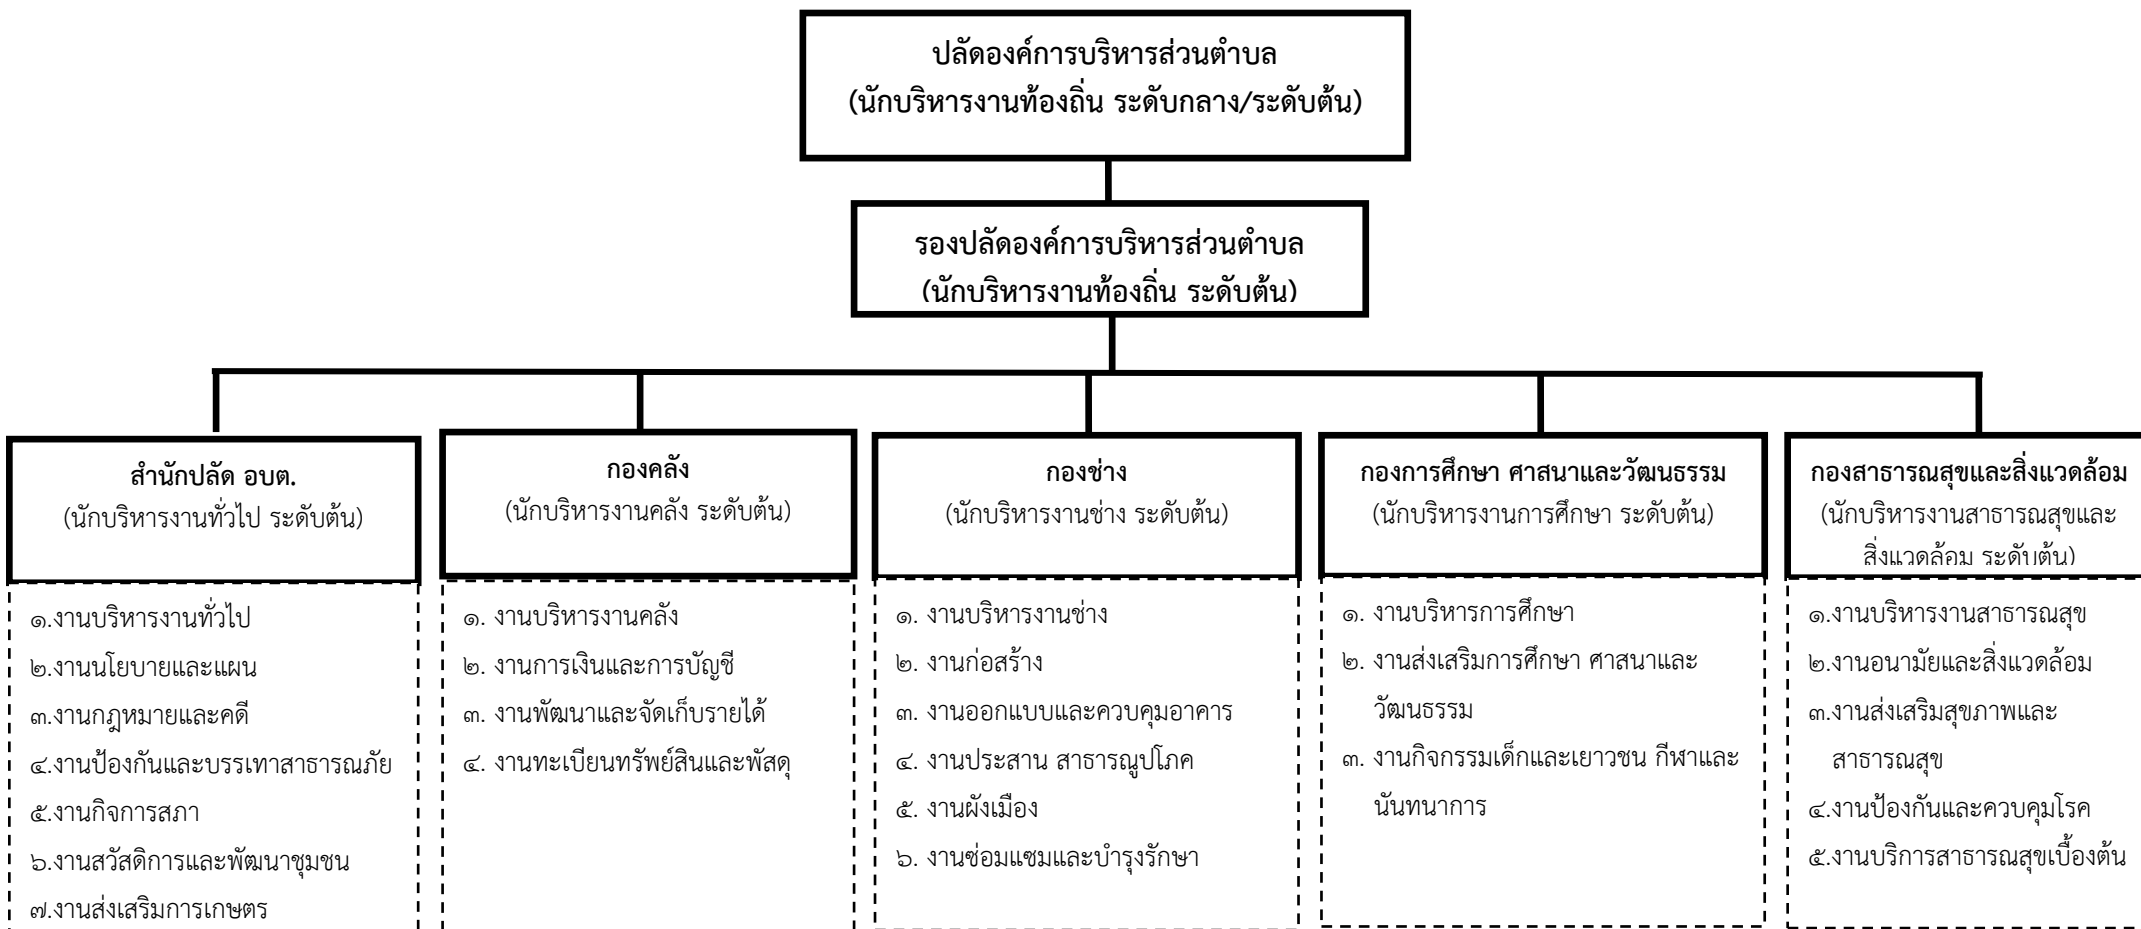 ปลัดองค์การบริหารส่วนตำบล
(นักบริหารงานท้องถิ่น ระดับกลาง/ระดับต้น)
รองปลัดองค์การบริหารส่วนตำบล
(นักบริหารงานท้องถิ่น ระดับต้น)
สำนักปลัด อบต.
(นักบริหารงานทั่วไป ระดับต้น)
๑.งานบริหารงานทั่วไป
๒.งานนโยบายและแผน
๓.งานกฎหมายและคดี
๔.งานป้องกันและบรรเทาสาธารณภัย
๕.งานกิจการสภา
๖.งานสวัสดิการและพัฒนาชุมชน
๗.งานส่งเสริมการเกษตร
กองคลัง
(นักบริหารงานคลัง ระดับต้น)
๑. งานบริหารงานคลัง
๒. งานการเงินและการบัญชี
๓. งานพัฒนาและจัดเก็บรายได้
๔. งานทะเบียนทรัพย์สินและพัสดุ
กองช่าง
(นักบริหารงานช่าง ระดับต้น)
๑. งานบริหารงานช่าง
๒. งานก่อสร้าง
๓. งานออกแบบและควบคุมอาคาร
๔. งานประสาน สาธารณูปโภค
๕. งานผังเมือง
๖. งานซ่อมแซมและบำรุงรักษา
กองการศึกษา ศาสนาและวัฒนธรรม
(นักบริหารงานการศึกษา ระดับต้น)
๑. งานบริหารการศึกษา
๒. งานส่งเสริมการศึกษา ศาสนาและ
วัฒนธรรม
๓. งานกิจกรรมเด็กและเยาวชน กีฬาและ
นันทนาการ
กองสาธารณสุขและสิ่งแวดล้อม
(นักบริหารงานสาธารณสุขและ
สิ่งแวดล้อม ระดับต้น)
๑.งานบริหารงานสาธารณสุข
๒.งานอนามัยและสิ่งแวดล้อม
๓.งานส่งเสริมสุขภาพและ
สาธารณสุข
๔.งานป้องกันและควบคุมโรค
๕.งานบริการสาธารณสุขเบื้องต้น